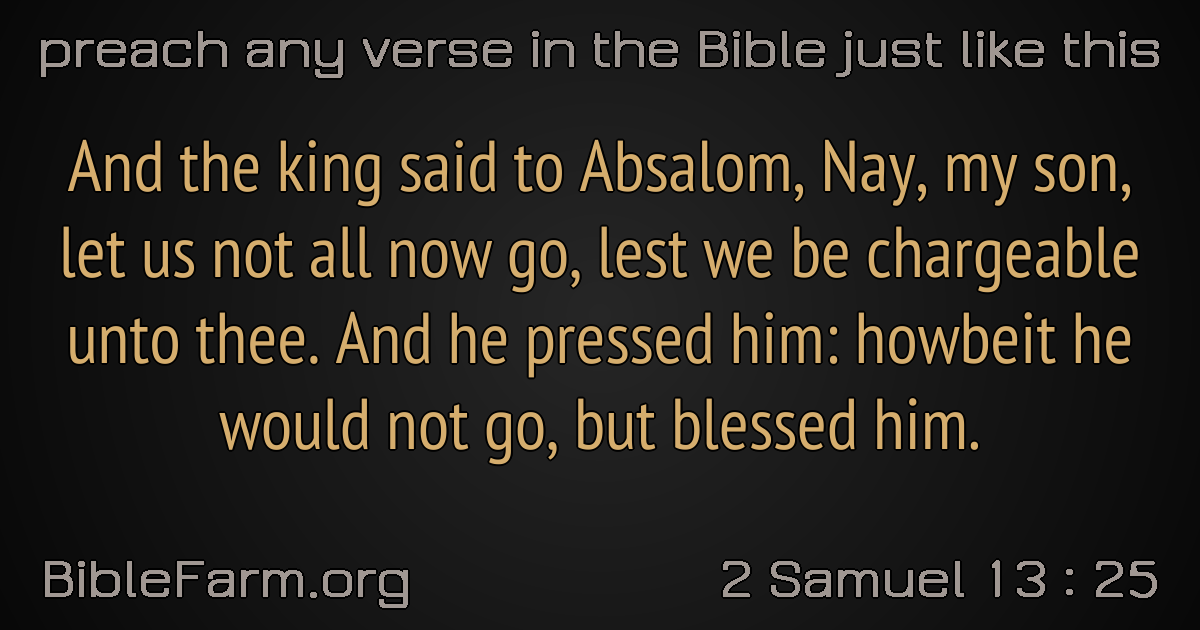 preach any verse in the Bible just like this
And the king said to Absalom, Nay, my son,
let us not all now go, lest we be chargeable
unto thee. And he pressed him: howbeit he
would not go, but blessed him.
BibleFarm.org
2 Samuel 13 : 25